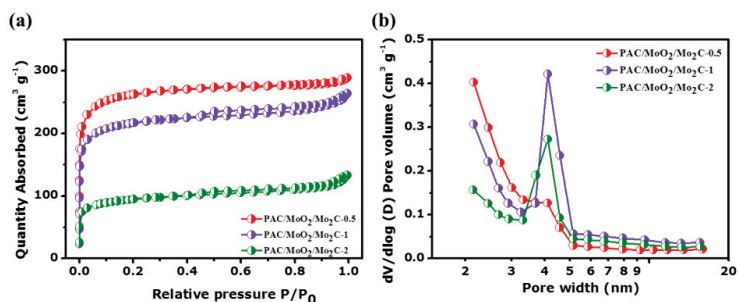 (a)
Quantity Absorbed (cm³ g⁻¹)
300
200
100
0
PAC/MoO₂/Mo₂C-0.5
PAC/MoO₂/Mo₂C-1
PAC/MoO₂/Mo₂C-2
0.0 0.2 0.4 0.6 0.8 1.0
Relative pressure P/P₀
(b)
dV/dlog (D) Pore volume (cm³ g⁻¹)
0.5
0.4
0.3
0.2
0.1
0.0
PAC/MoO₂/Mo₂C-0.5
PAC/MoO₂/Mo₂C-1
PAC/MoO₂/Mo₂C-2
2 3 4 5 6 7 8 9 20
Pore width (nm)